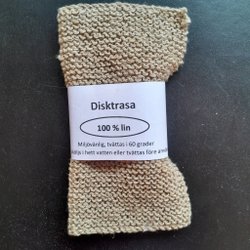 Disktrasa
100 % lin
Miljövänlig, tvättas i 60 grader
i hett vatten eller tvättas före